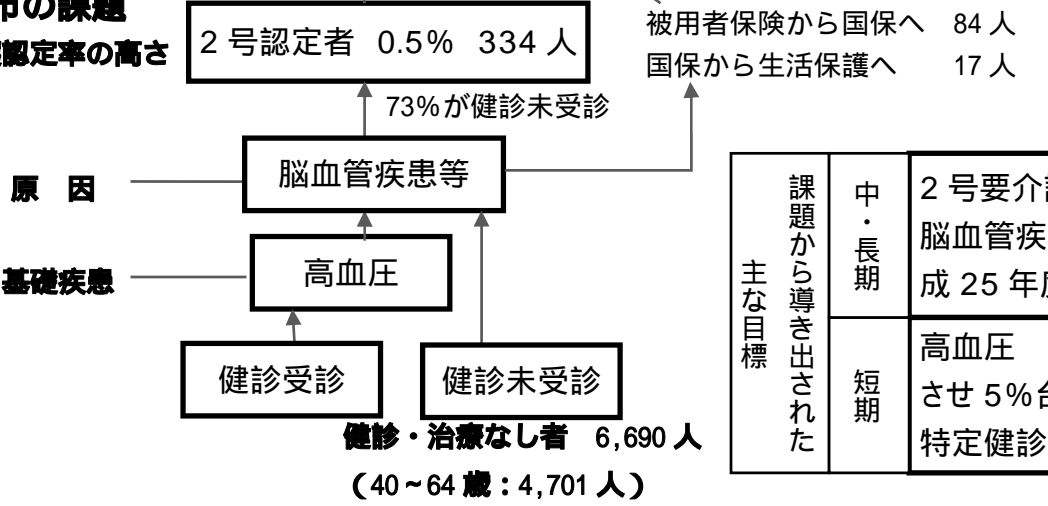 市の課題
認定率の高さ
2号認定者 0.5% 334人
被用者保険から国保へ 84人
国保から生活保護へ 17人
73%が健診未受診
原 因
脳血管疾患等
基礎疾患
高血圧
健診受診
健診未受診
健診・治療なし者 6,690人
(40~64歳:4,701人)
課題から導き出された
主な目標
中・長期
2号要介
脳血管疾
成25年
短期
高血圧
させ5%台
特定健診